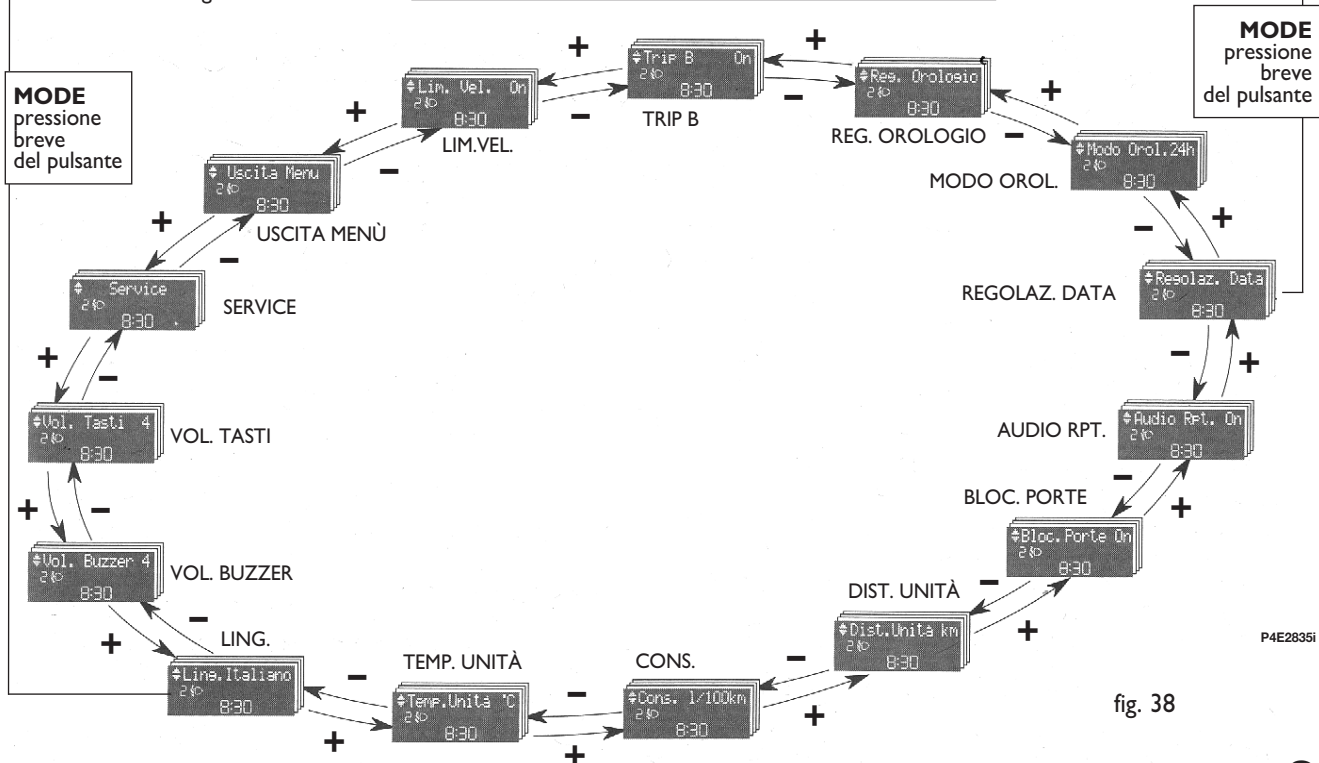 MODE
pressione
breve
del pulsante
MODE
pressione
breve
del pulsante
Trip B On
8:30
TRIP B
Lim. Vel. On
8:30
LIM.VEL.
Reg. Orologio
8:30
REG. OROLOGIO
Modo Orol.24h
8:30
MODO OROL.
Uscita Menu
8:30
USCITA MENÙ
Regolaz. Data
8:30
REGOLAZ. DATA
Service
8:30
SERVICE
Audio Rpt. On
8:30
AUDIO RPT.
Vol. Tasti 4
8:30
VOL. TASTI
Bloc.Porte On
8:30
BLOC. PORTE
Vol. Buzzer 4
8:30
VOL. BUZZER
DIST. UNITÀ
Dist.Unita km
8:30
LING.
Ling.Italiano
8:30
TEMP. UNITÀ
Temp.Unita °C
8:30
CONS.
Cons. l/100km
8:30
P4E2835i
fig. 38